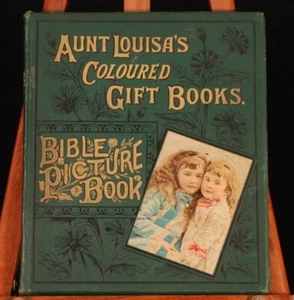 AUNT LOUISA'S
COLOURED
GIFT BOOKS.
BIBLE
PICTURE
BOOK